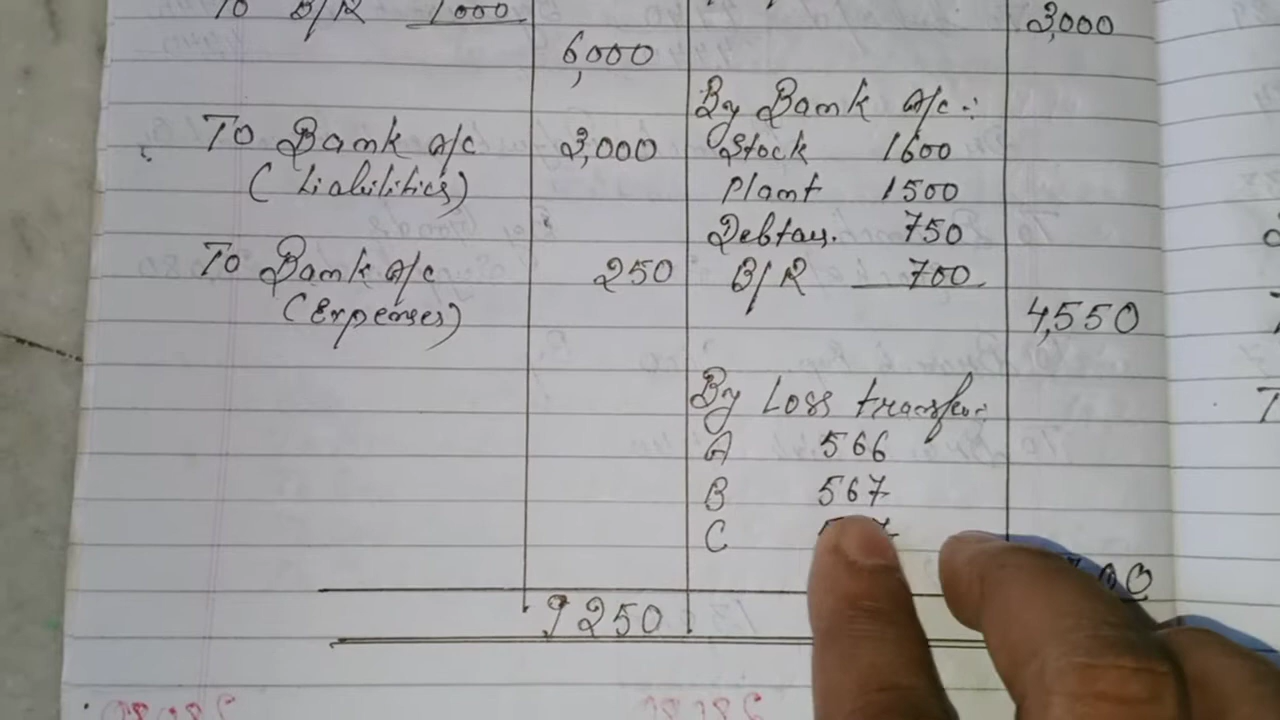 To B/R 1000
3,000
6,000
By Bank A/c:
To Bank a/c 3,000 Stock 1600
(Liabilities) Plant 1500
Debtors. 750
To Bank A/c 250 B/R 700
(Expenses) 4,550
By Loss transfer:
A 566
B 567
C
9250